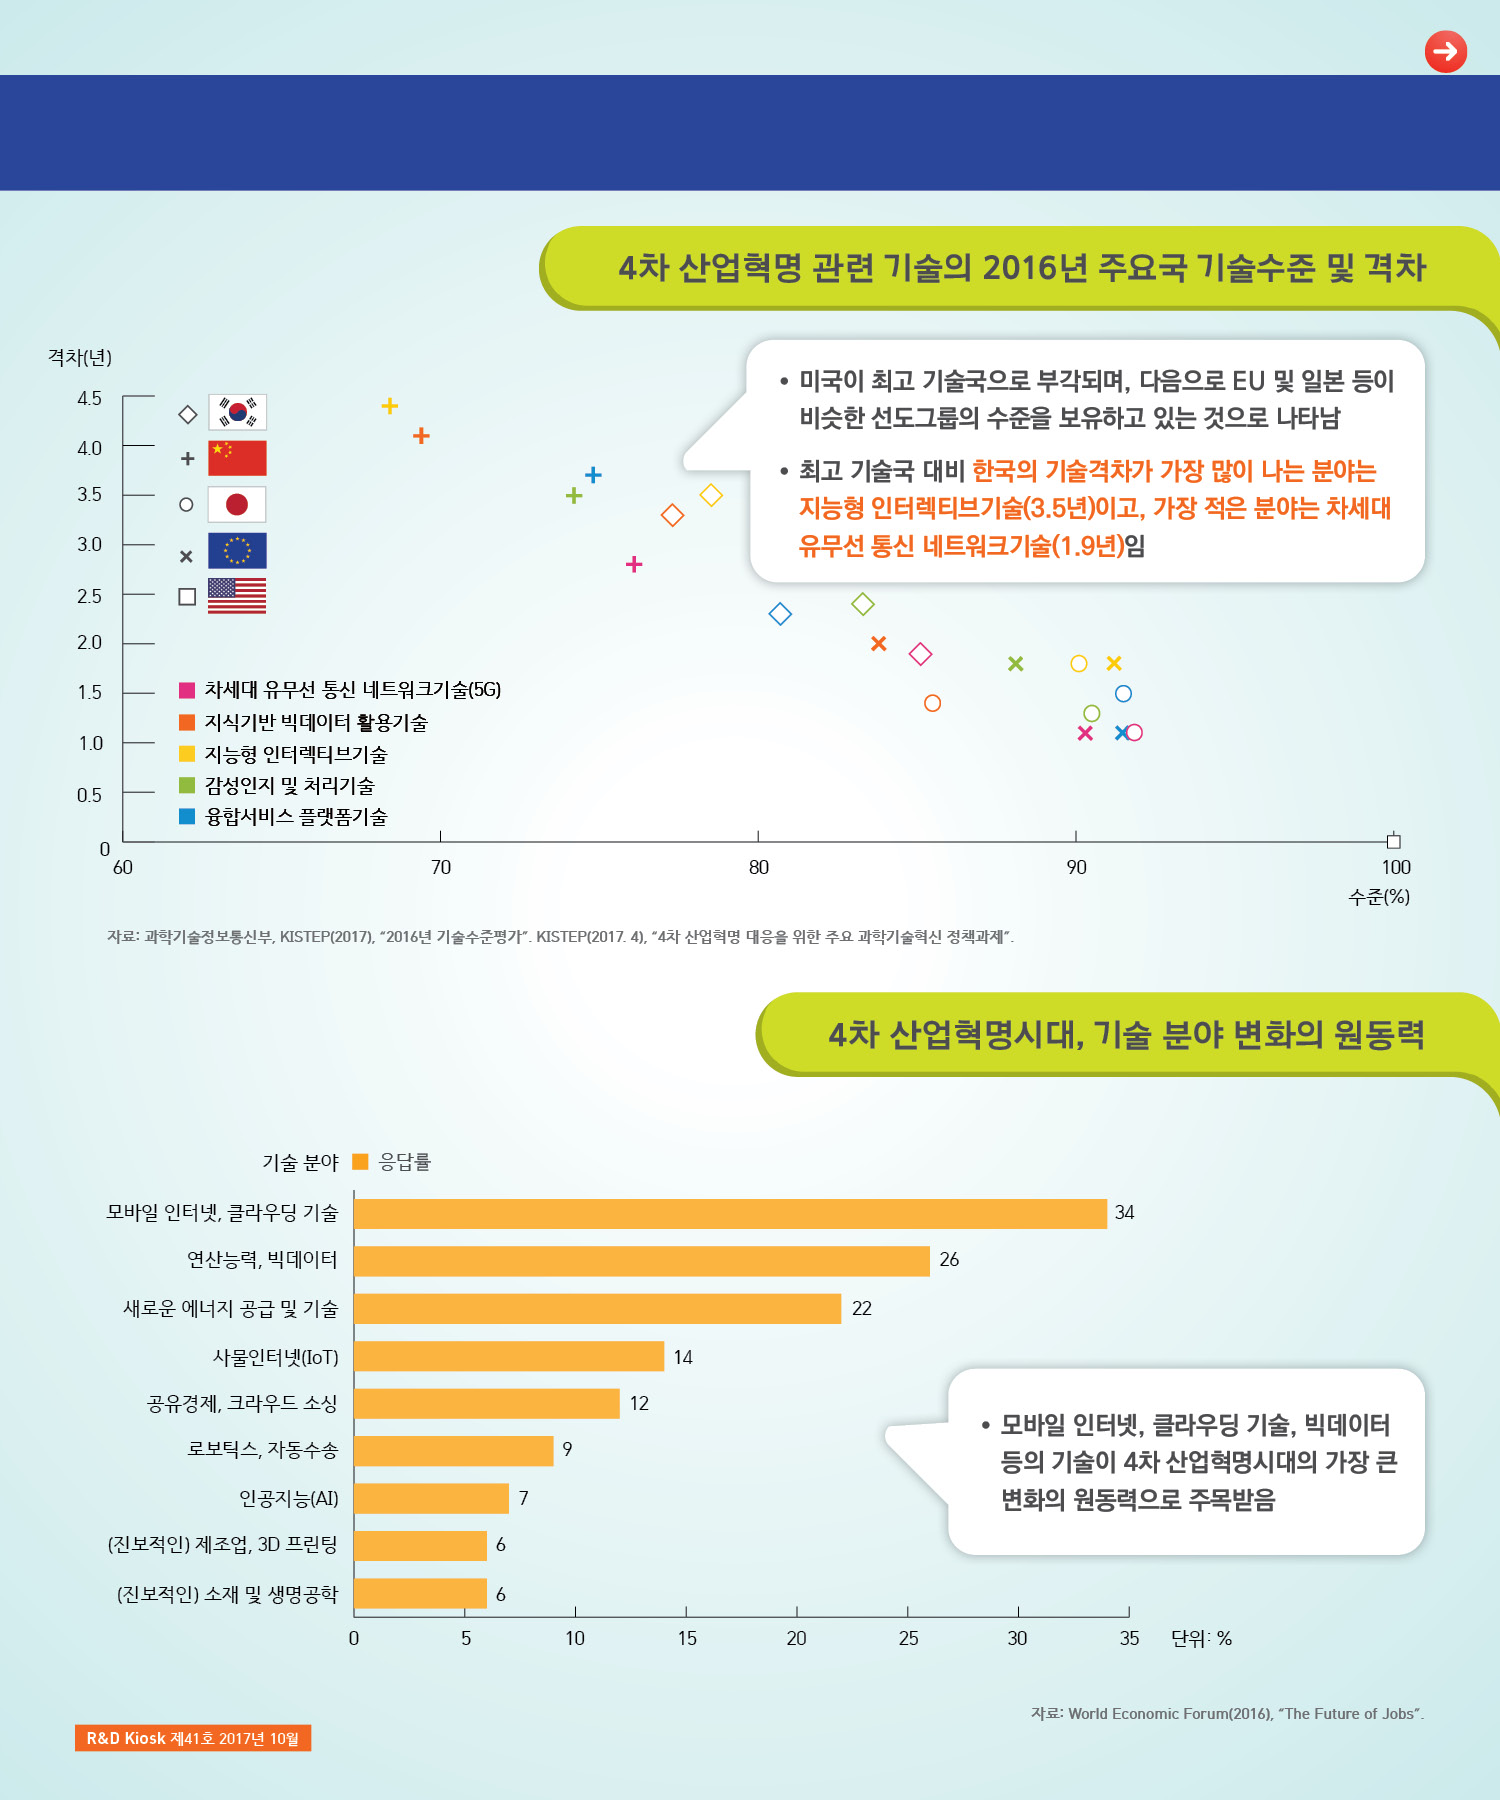 4차 산업혁명 관련 기술의 2016년 주요국 기술수준 및 격차
격차(년)
• 미국이 최고 기술국으로 부각되며, 다음으로 EU 및 일본 등이
비슷한 선도그룹의 수준을 보유하고 있는 것으로 나타남
• 최고 기술국 대비 한국의 기술격차가 가장 많이 나는 분야는
지능형 인터렉티브기술(3.5년)이고, 가장 적은 분야는 차세대
유무선 통신 네트워크기술(1.9년)임
4.5
4.0
3.5
3.0
2.5
2.0
1.5
1.0
0.5
0
차세대 유무선 통신 네트워크기술(5G)
지식기반 빅데이터 활용기술
지능형 인터렉티브기술
감성인지 및 처리기술
융합서비스 플랫폼기술
60 70 80 90 100
수준(%)
자료: 과학기술정보통신부, KISTEP(2017), “2016년 기술수준평가”. KISTEP(2017. 4), “4차 산업혁명 대응을 위한 주요 과학기술혁신 정책과제”.
4차 산업혁명시대, 기술 분야 변화의 원동력
기술 분야 응답률
모바일 인터넷, 클라우딩 기술 34
연산능력, 빅데이터 26
새로운 에너지 공급 및 기술 22
사물인터넷(IoT) 14
공유경제, 크라우드 소싱 12
로보틱스, 자동수송 9
인공지능(AI) 7
(진보적인) 제조업, 3D 프린팅 6
(진보적인) 소재 및 생명공학 6
0 5 10 15 20 25 30 35 단위: %
• 모바일 인터넷, 클라우딩 기술, 빅데이터
등의 기술이 4차 산업혁명시대의 가장 큰
변화의 원동력으로 주목받음
자료: World Economic Forum(2016), “The Future of Jobs”.
R&D Kiosk 제41호 2017년 10월